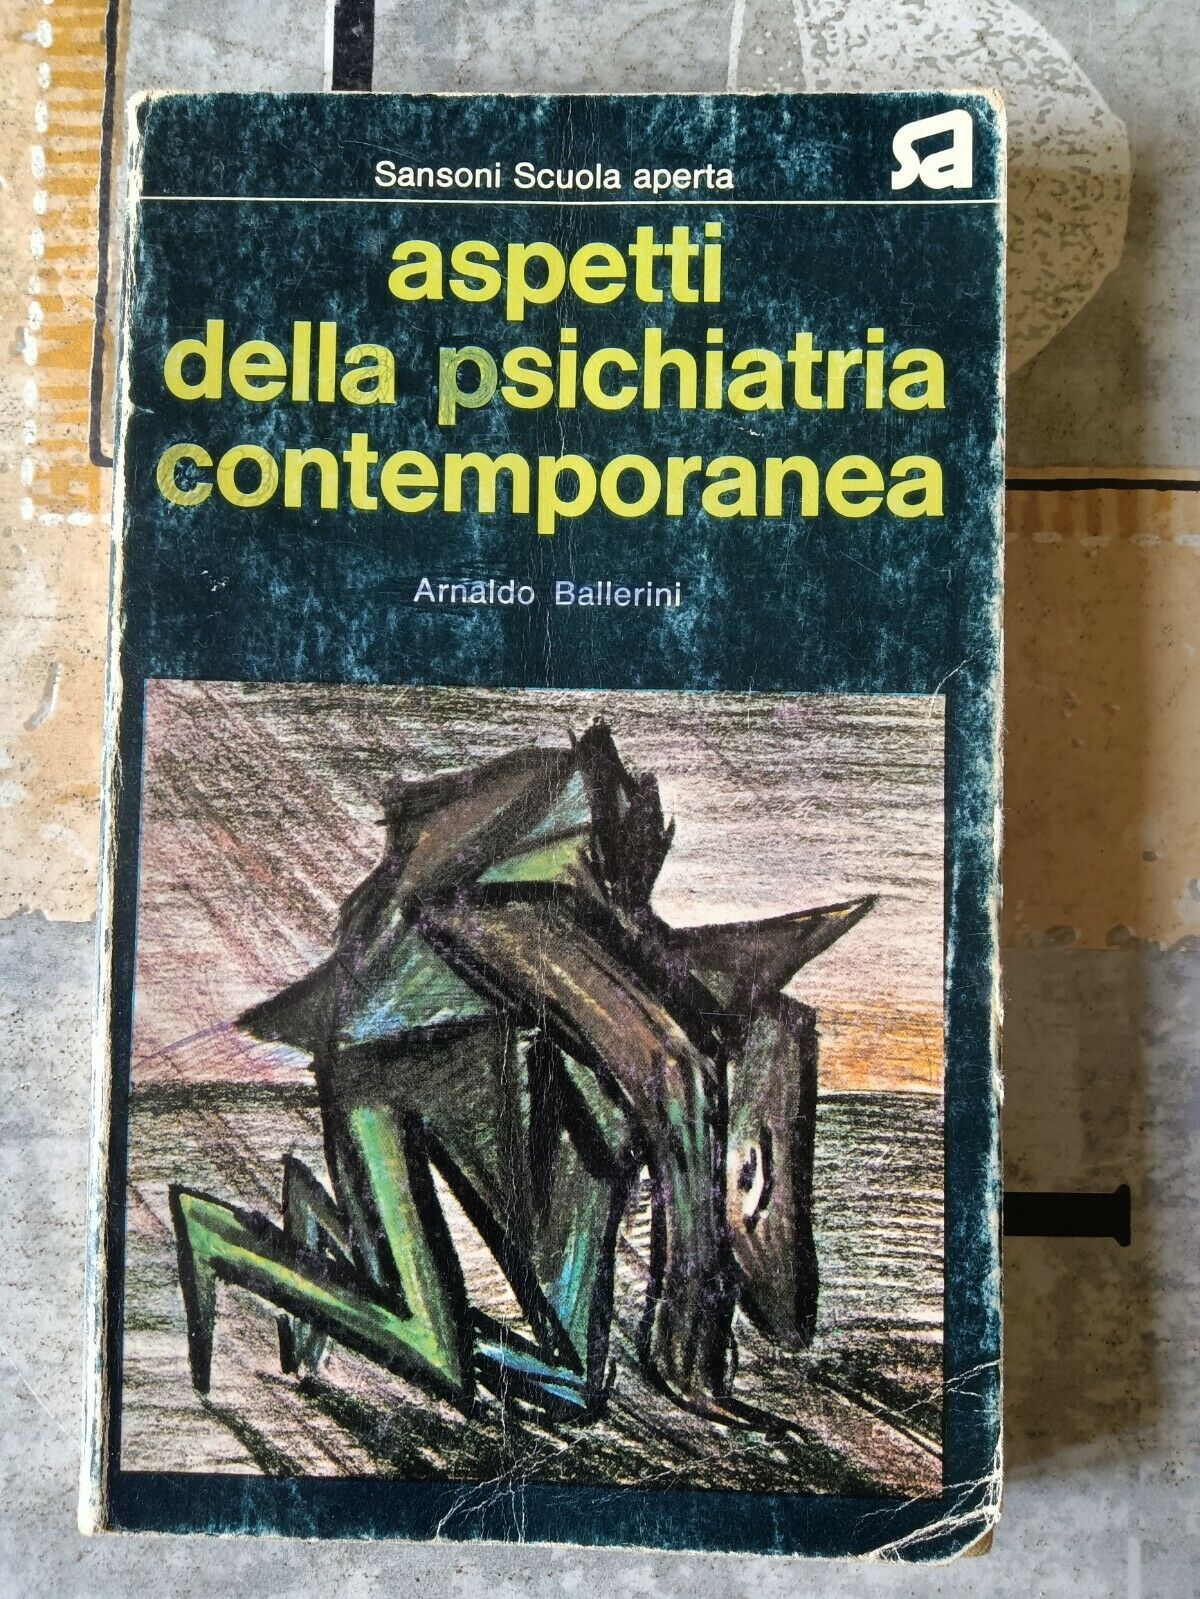 Sansoni Scuola aperta
sa
aspetti
della psichiatria
contemporanea
Arnaldo Ballerini